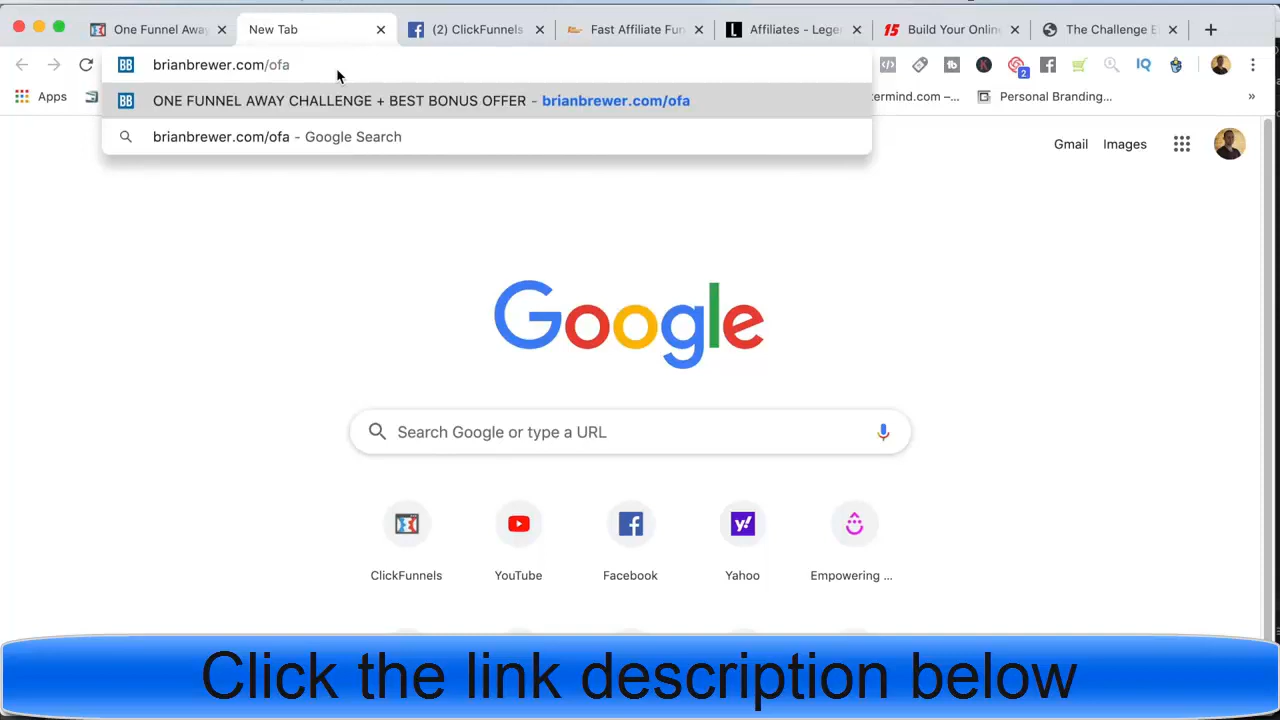 One Funnel Away
New Tab
(2) ClickFunnels
Fast Affiliate Fun
Affiliates - Lege
Build Your Onlin
The Challenge E
brianbrewer.com/ofa
2
Apps
ONE FUNNEL AWAY CHALLENGE + BEST BONUS OFFER - brianbrewer.com/ofa
termind.com –...
Personal Branding...
»
brianbrewer.com/ofa - Google Search
Gmail
Images
Google
Search Google or type a URL
ClickFunnels
YouTube
Facebook
Yahoo
Empowering ...
Click the link description below